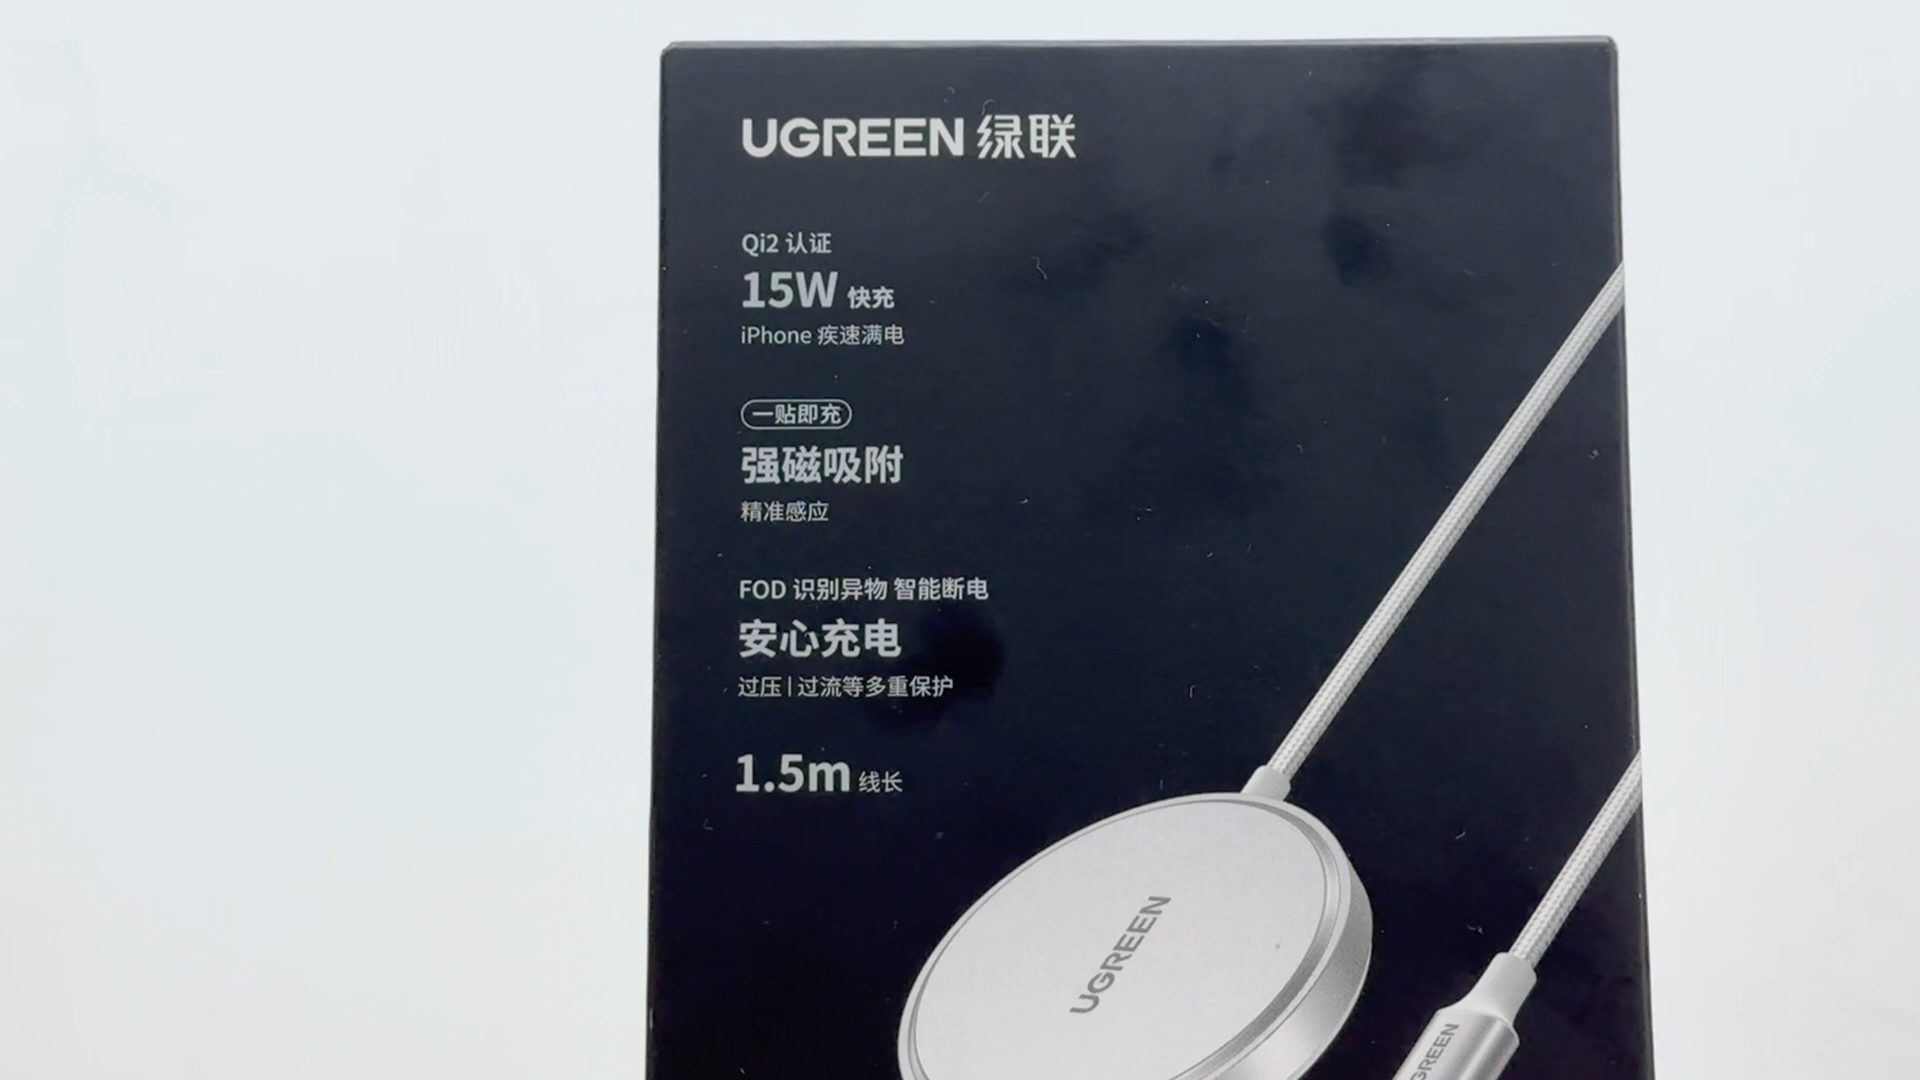 UGREEN 绿联
Qi2 认证
15W 快充
iPhone 疾速满电
一贴即充
强磁吸附
精准感应
FOD 识别异物 智能断电
安心充电
过压 | 过流等多重保护
1.5m 线长
UGREEN
GREEN